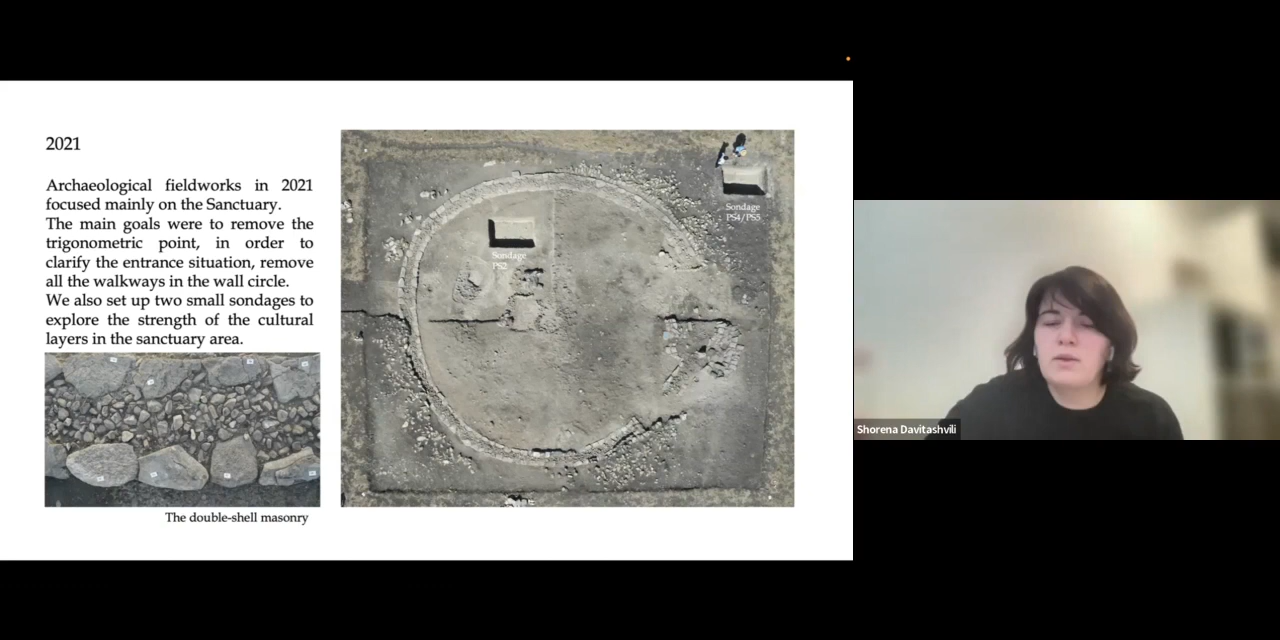 2021
Archaeological fieldworks in 2021
focused mainly on the Sanctuary.
The main goals were to remove the
trigonometric point, in order to
clarify the entrance situation, remove
all the walkways in the wall circle.
We also set up two small sondages to
explore the strength of the cultural
layers in the sanctuary area.
The double-shell masonry
Sondage
PS2
Sondage
PS4/PS5
Shorena Davitashvili